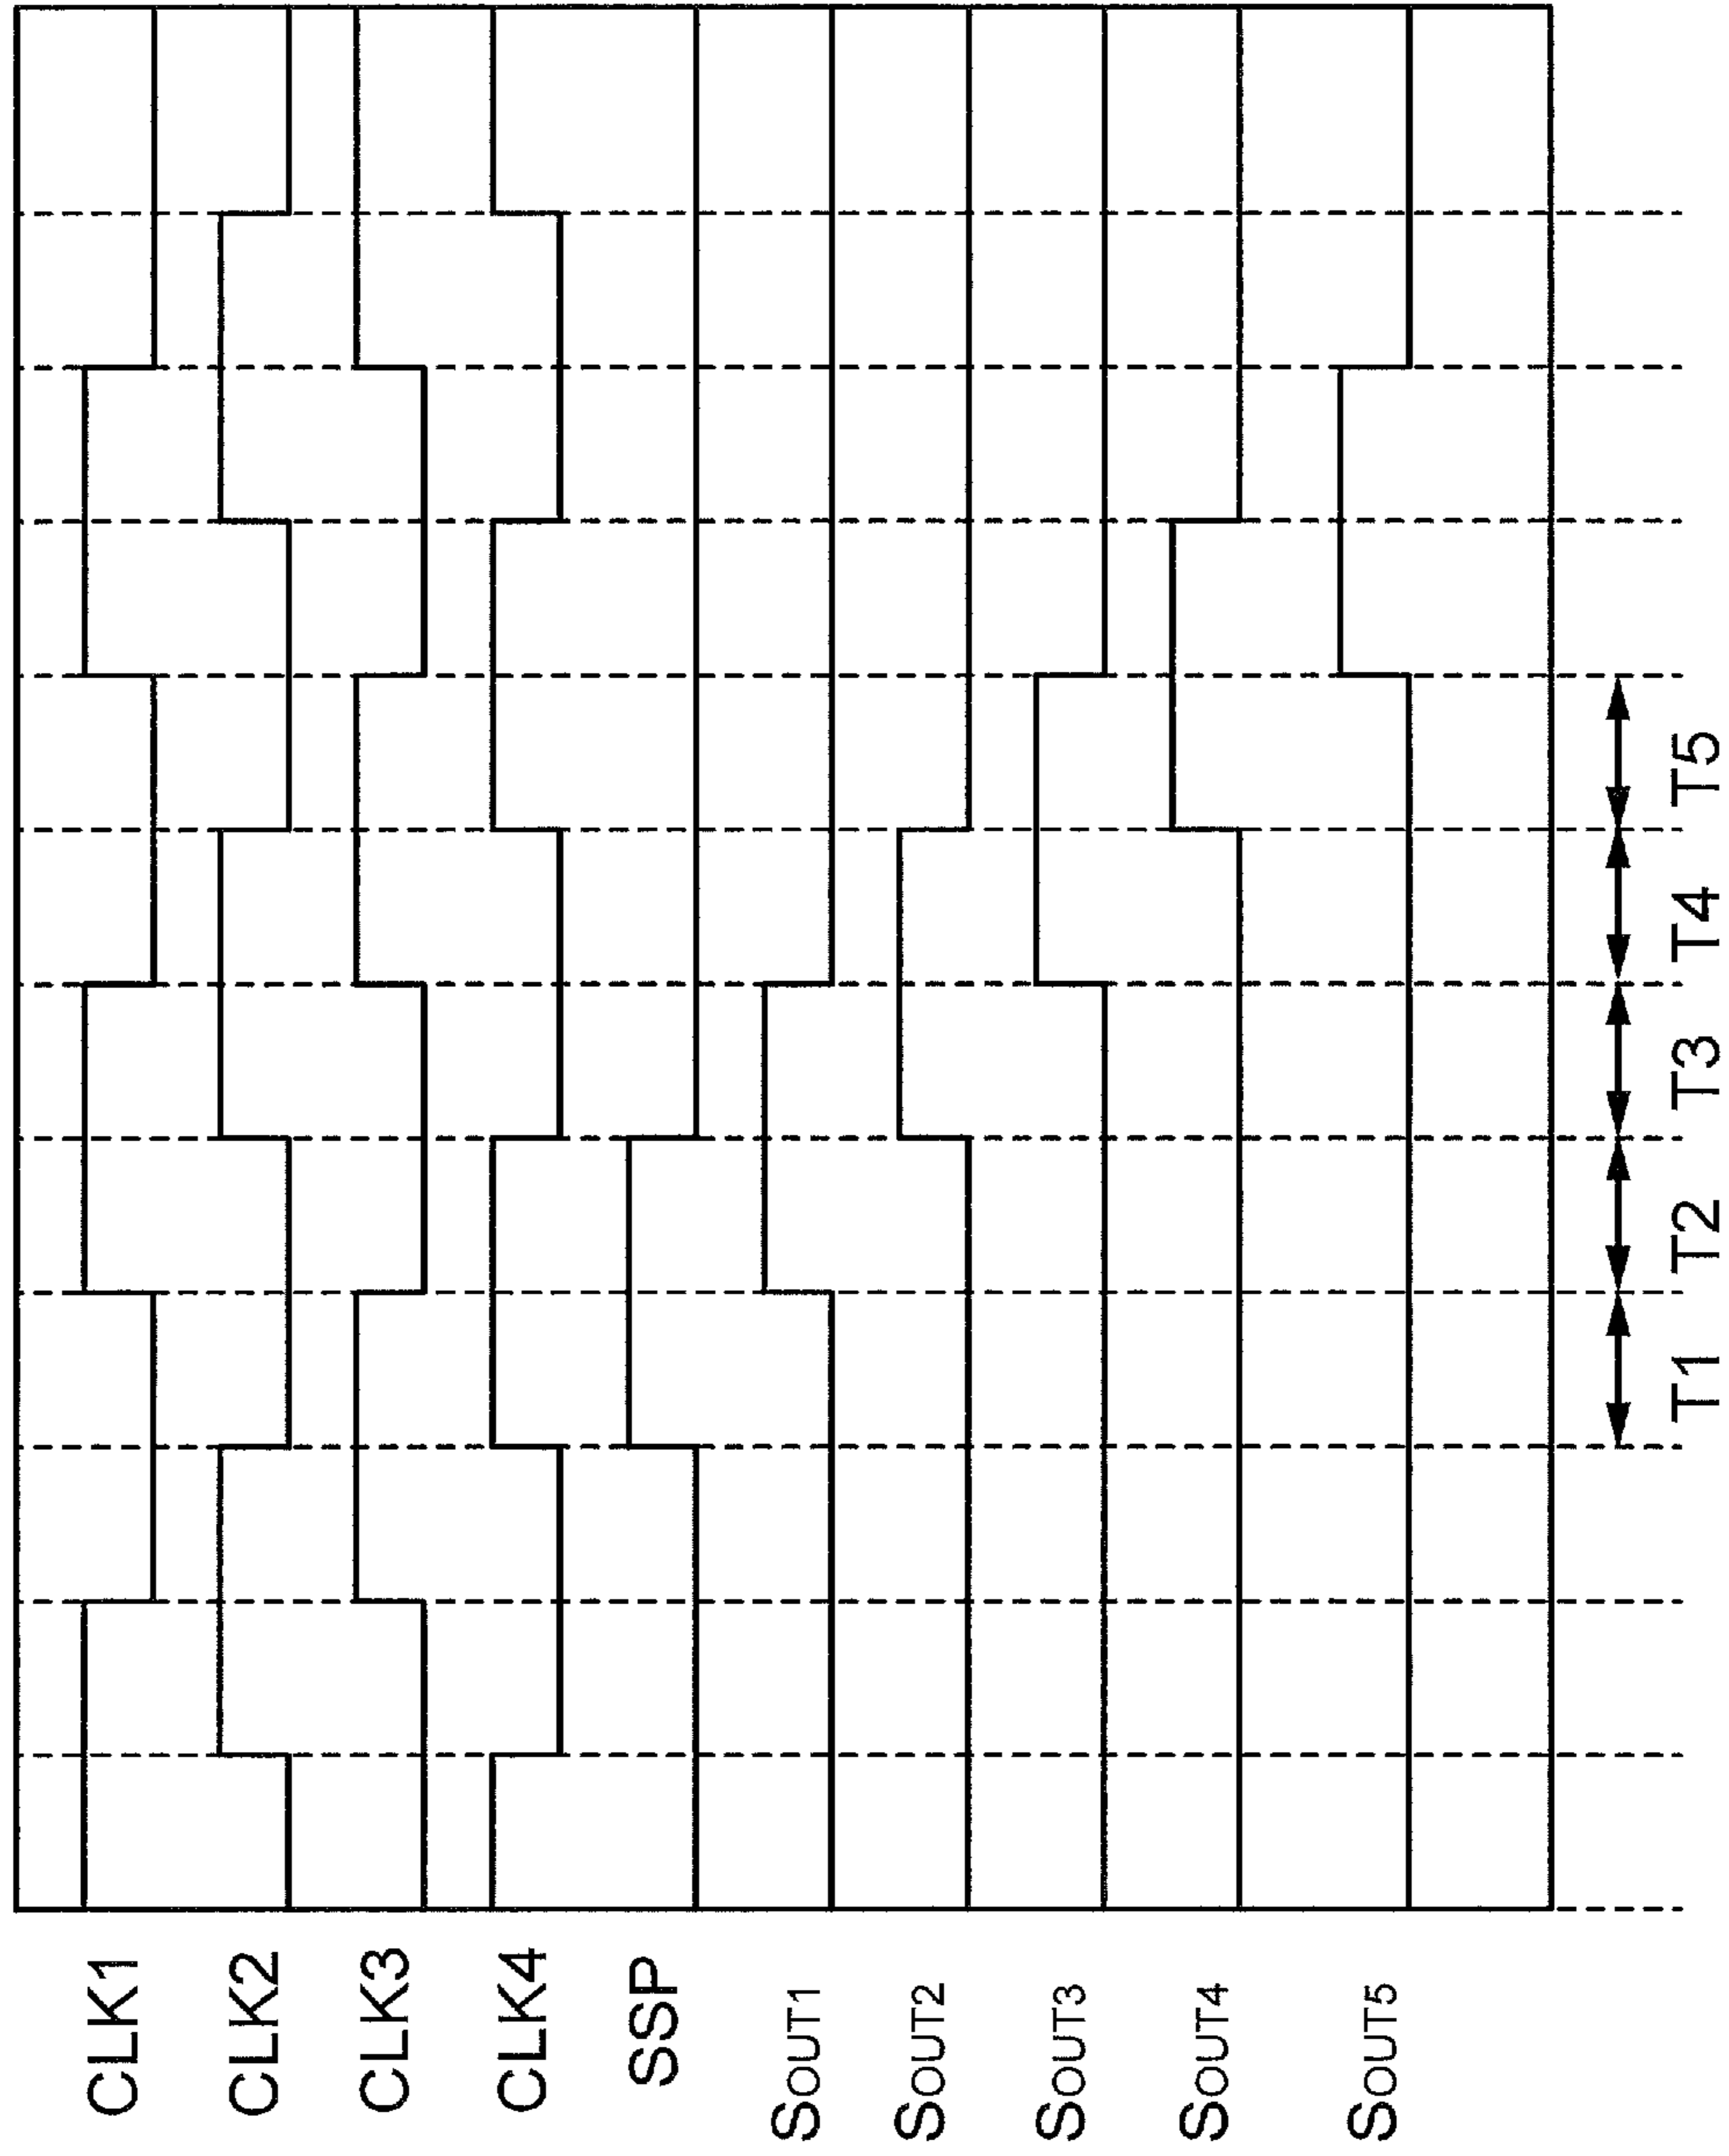 CLK1
CLK2
CLK3
CLK4
SSP
SOUT1
SOUT2
SOUT3
SOUT4
SOUT5
T1 T2 T3 T4 T5